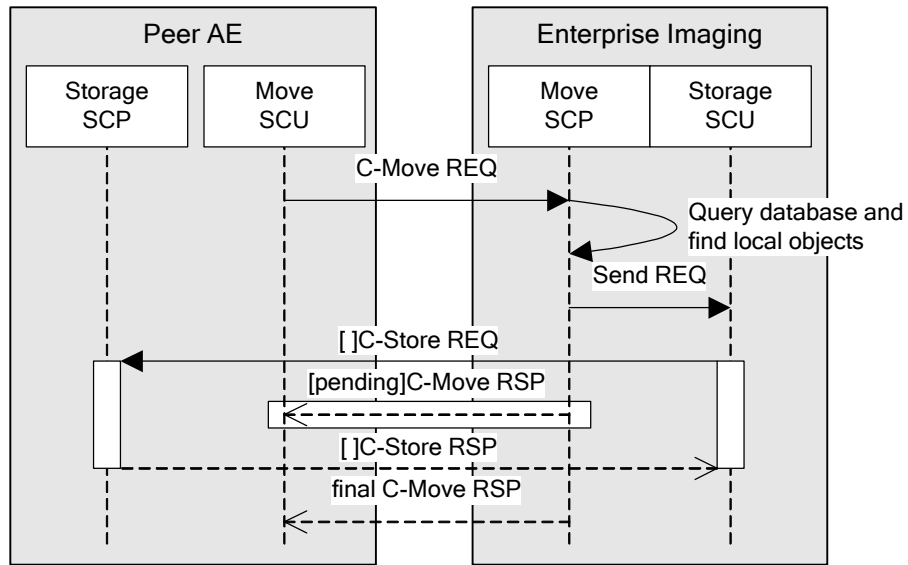 Peer AE
Enterprise Imaging
Storage
SCP
Move
SCU
Move
SCP
Storage
SCU
C-Move REQ
Query database and
find local objects
Send REQ
[ ]C-Store REQ
[pending]C-Move RSP
[ ]C-Store RSP
final C-Move RSP